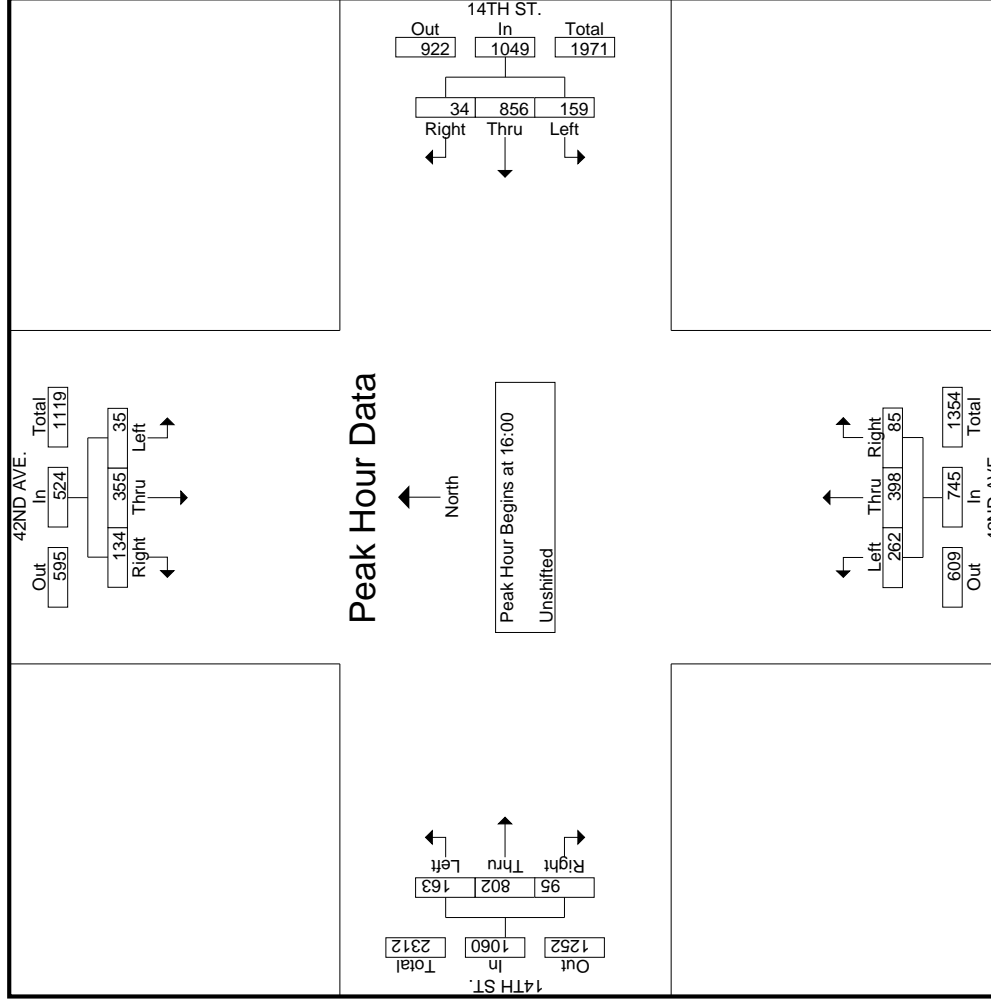 14TH ST.
Out In Total
922 1049 1971
34 856 159
Right Thru Left
42ND AVE.
Out In Total
595 524 1119
134 355 35
Right Thru Left
Peak Hour Data
North
Peak Hour Begins at 16:00
Unshifted
Left Thru Right
262 398 85
609 745 1354
Out In Total
42ND AVE.
Left Thru Right
163 802 95
2312 1060 1252
Total In Out
14TH ST.